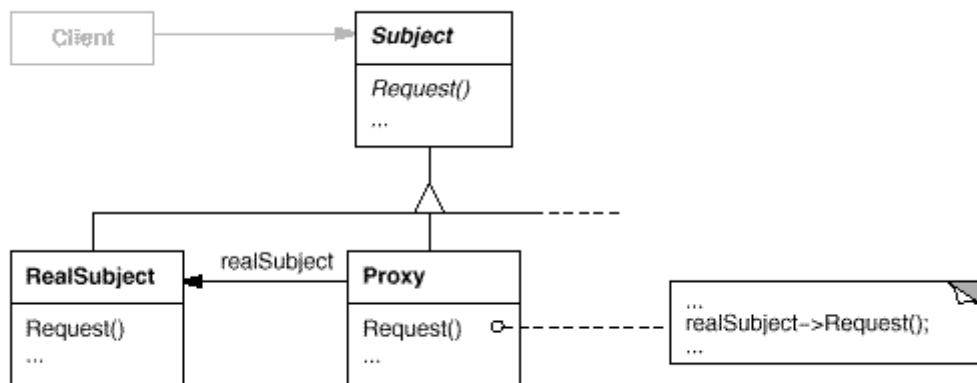 Client
Subject
Request()
...
realSubject
RealSubject
Request()
...
Proxy
Request()
...
...
realSubject->Request();
...